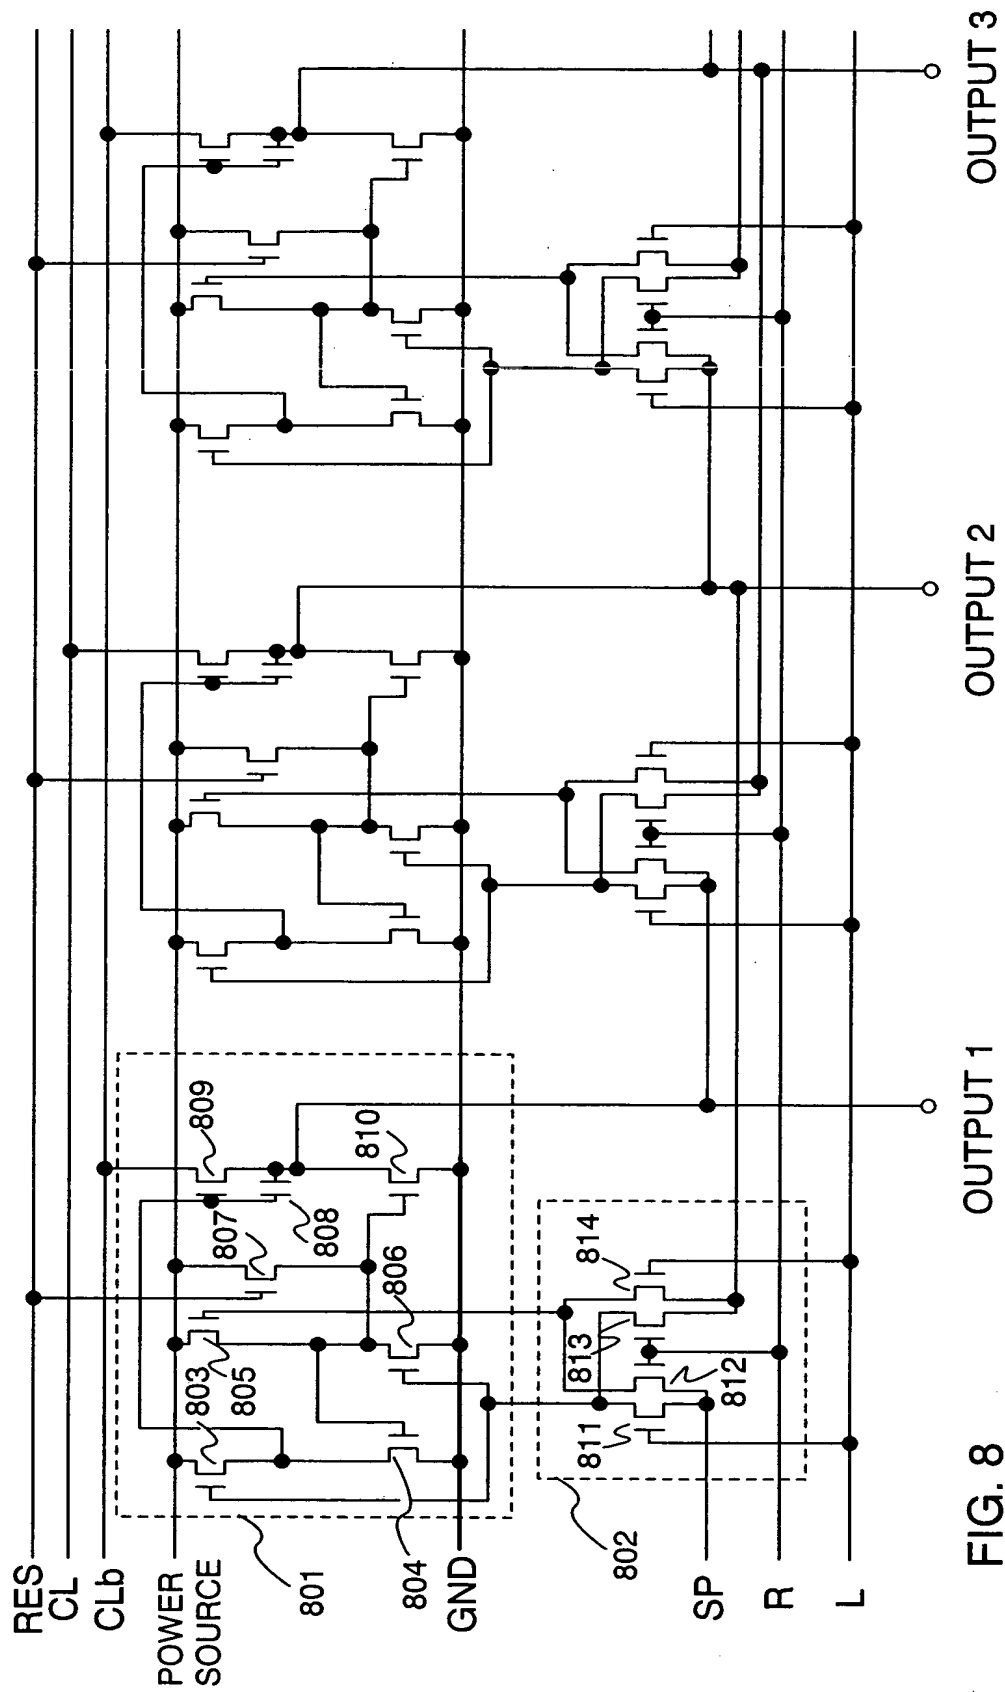 RES
CL
CLb
POWER
SOURCE
801
803
805
807
809
808
810
806
804
GND
802
811
813
812
814
SP
R
L
OUTPUT 1
OUTPUT 2
OUTPUT 3
FIG. 8